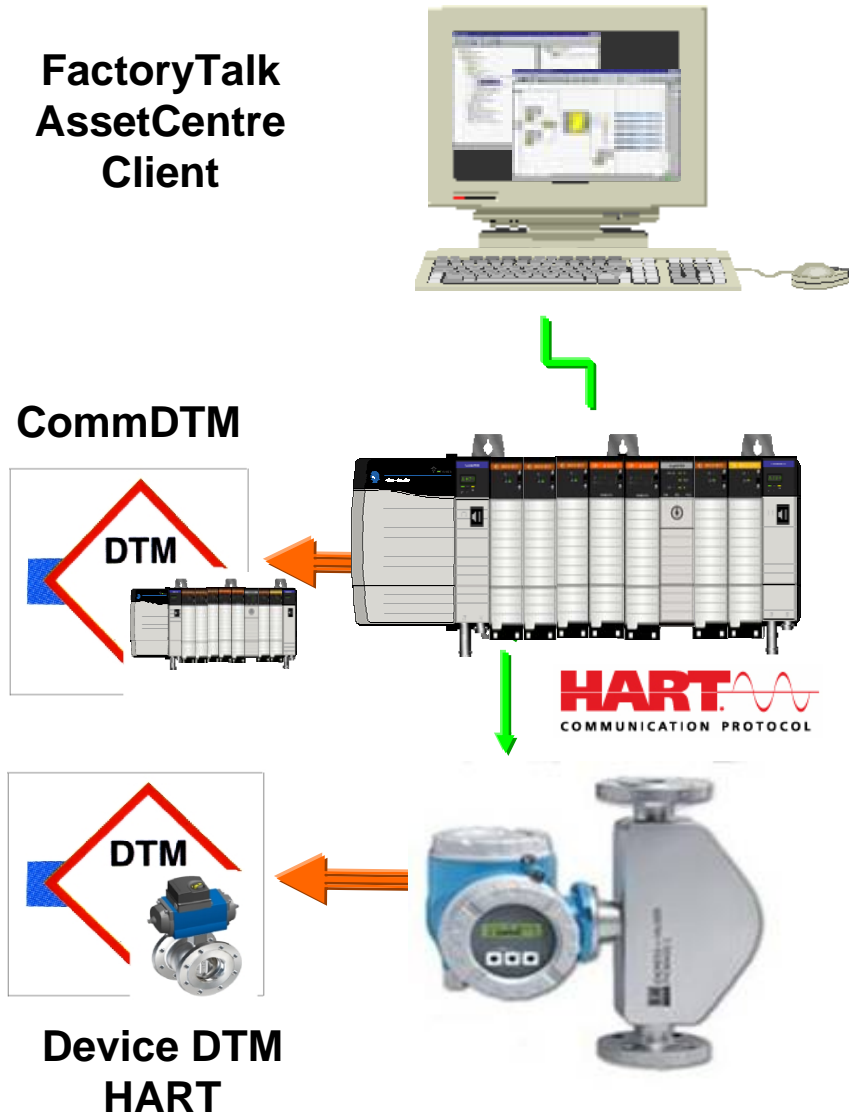 FactoryTalk
AssetCentre
Client
CommDTM
DTM
HART
COMMUNICATION PROTOCOL
DTM
Device DTM
HART